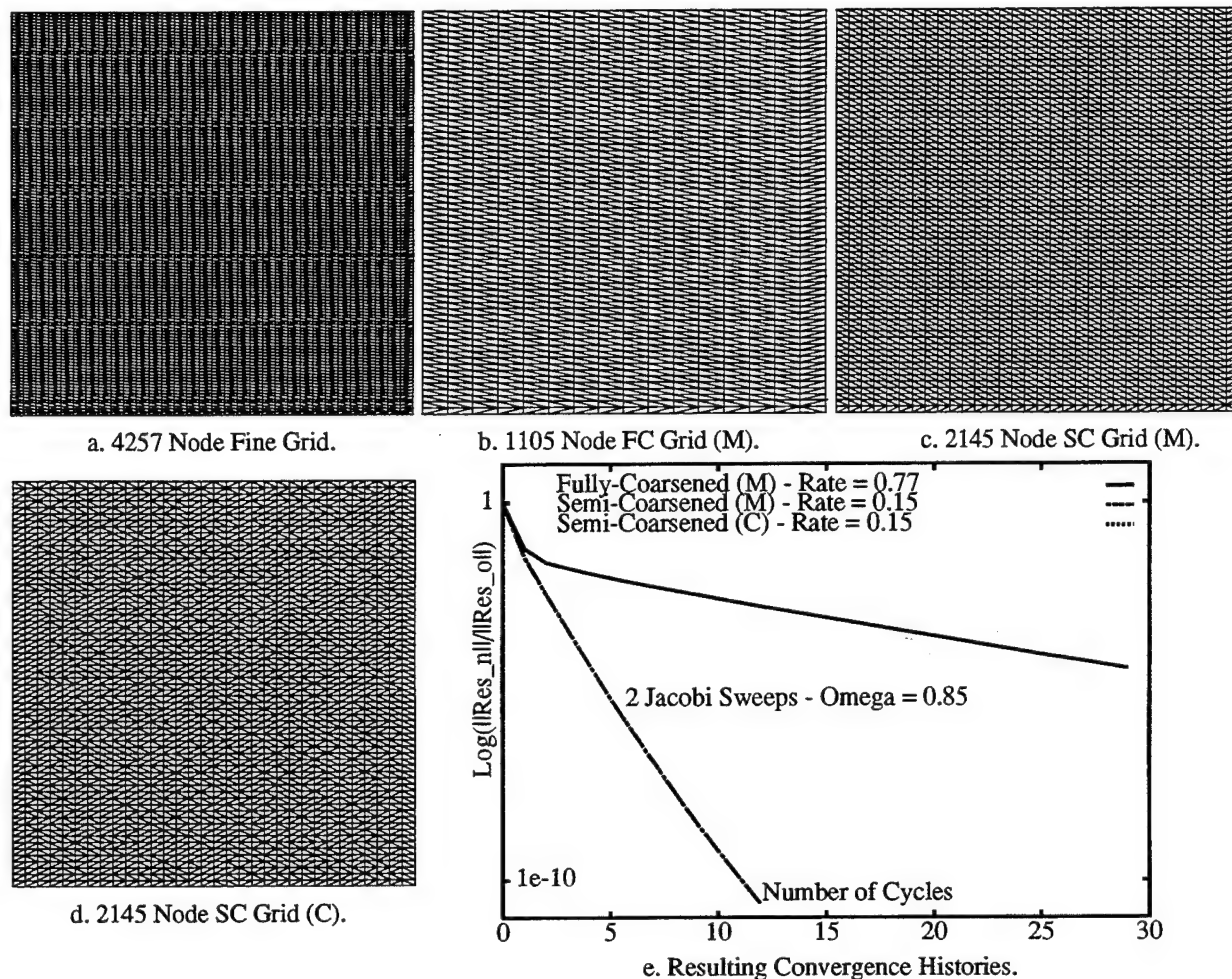 a. 4257 Node Fine Grid.
b. 1105 Node FC Grid (M).
c. 2145 Node SC Grid (M).
d. 2145 Node SC Grid (C).
Fully-Coarsened (M) - Rate = 0.77
Semi-Coarsened (M) - Rate = 0.15
Semi-Coarsened (C) - Rate = 0.15
1
Log(||Res_n||/||Res_o||)
2 Jacobi Sweeps - Omega = 0.85
1e-10
Number of Cycles
0 5 10 15 20 25 30
e. Resulting Convergence Histories.